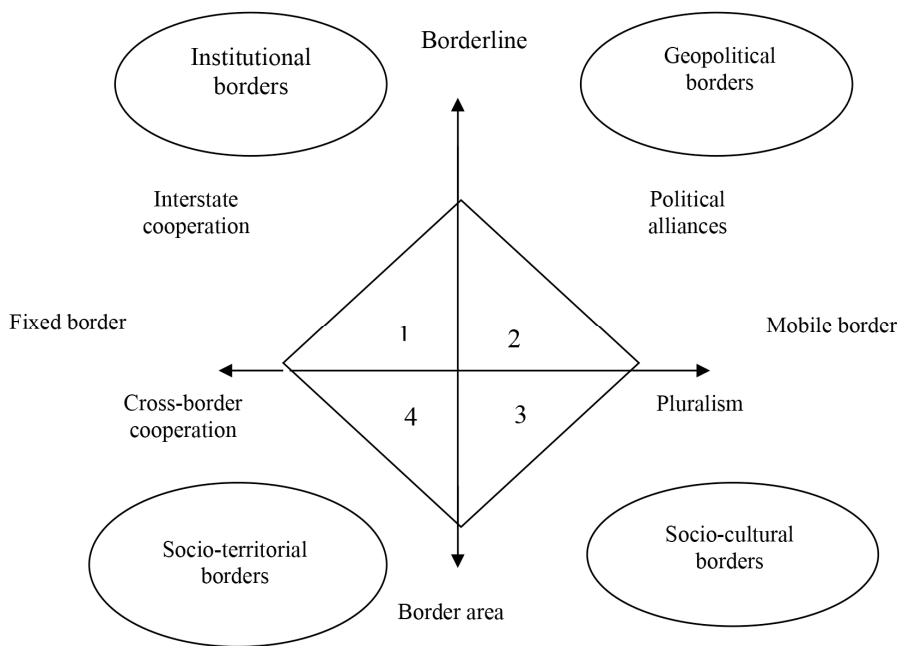 Borderline
Institutional
borders
Geopolitical
borders
Interstate
cooperation
Political
alliances
Fixed border
Mobile border
1
2
Cross-border
cooperation
Pluralism
4
3
Socio-territorial
borders
Socio-cultural
borders
Border area